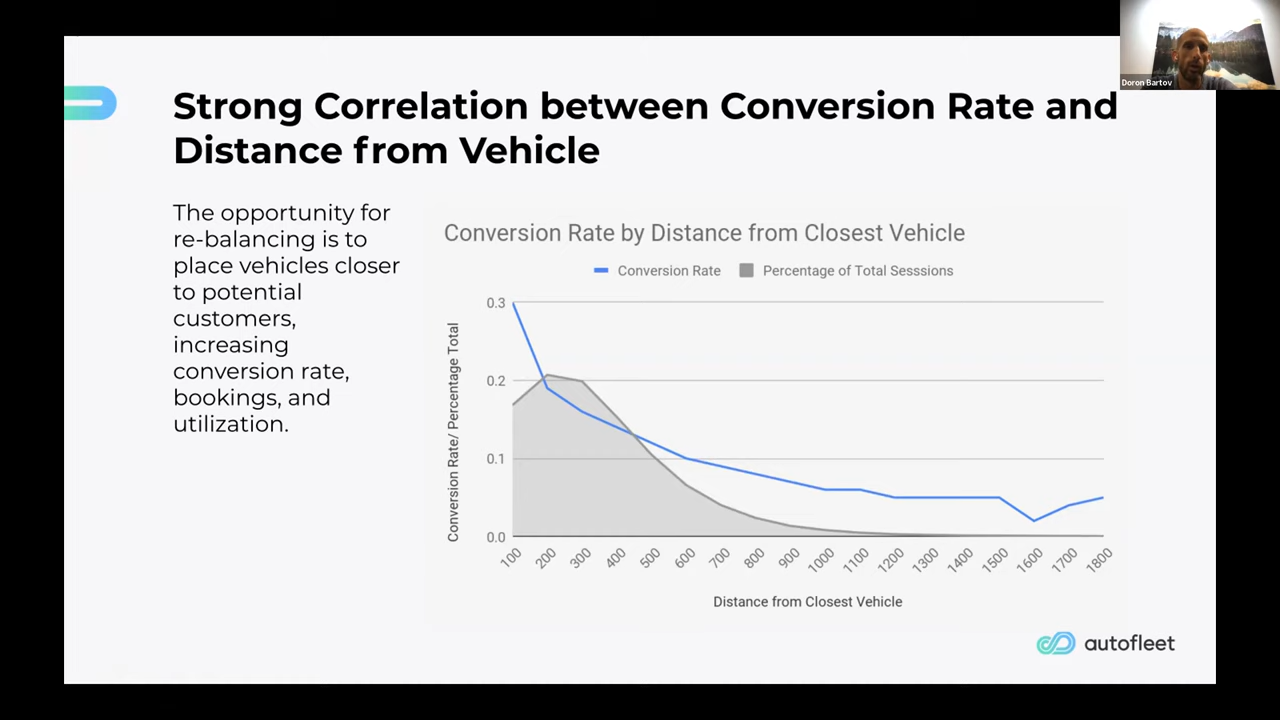 Doron Bartov
Strong Correlation between Conversion Rate and
Distance from Vehicle
The opportunity for
re-balancing is to
place vehicles closer
to potential
customers,
increasing
conversion rate,
bookings, and
utilization.
Conversion Rate by Distance from Closest Vehicle
Conversion Rate
Percentage of Total Sesssions
Conversion Rate/ Percentage Total
0.3
0.2
0.1
0.0
100 200 300 400 500 600 700 800 900 1000 1100 1200 1300 1400 1500 1600 1700 1800
Distance from Closest Vehicle
autofleet